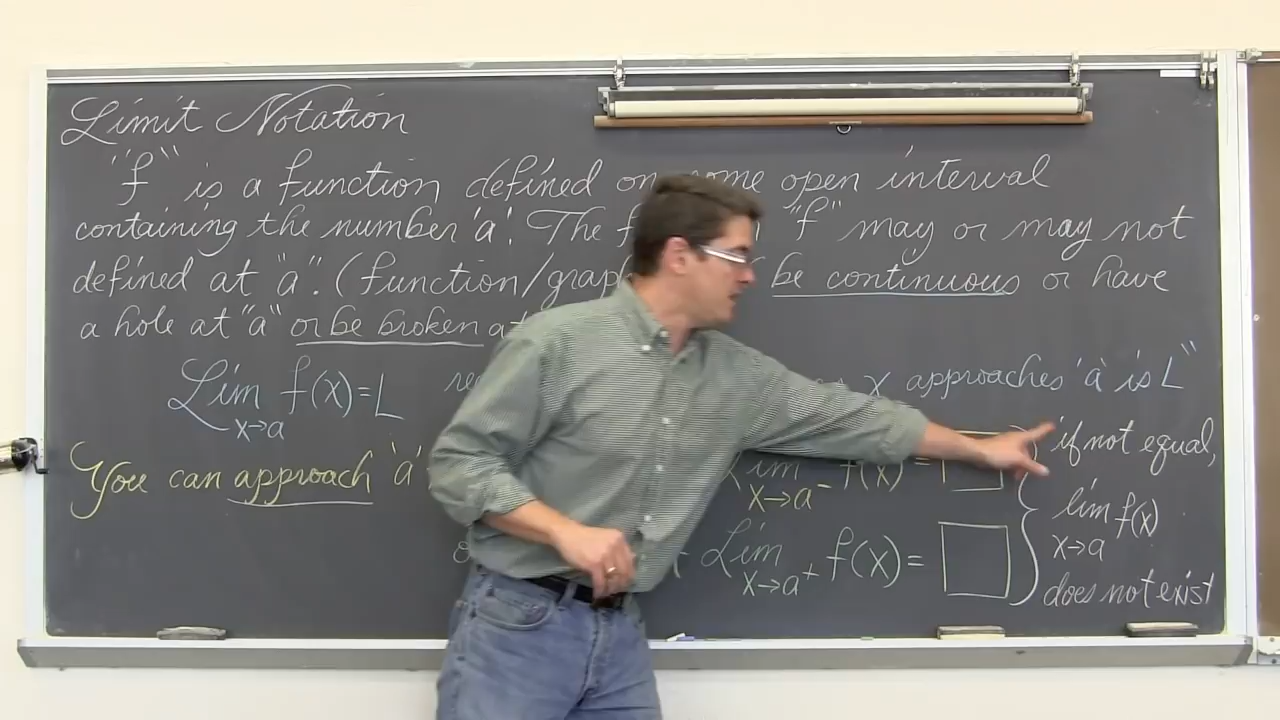 Limit Notation
"f" is a function defined on some open interval
containing the number 'a'. The "f" may or may not
defined at "a". (function/graph be continuous or have
a hole at "a" or be broken at
Lim f(x)=L x approaches 'a' is L"
x→a
You can approach 'a' Lim f(x) = if not equal,
x→a⁻
Lim f(x) = lim f(x)
x→a⁺ x→a
does not exist